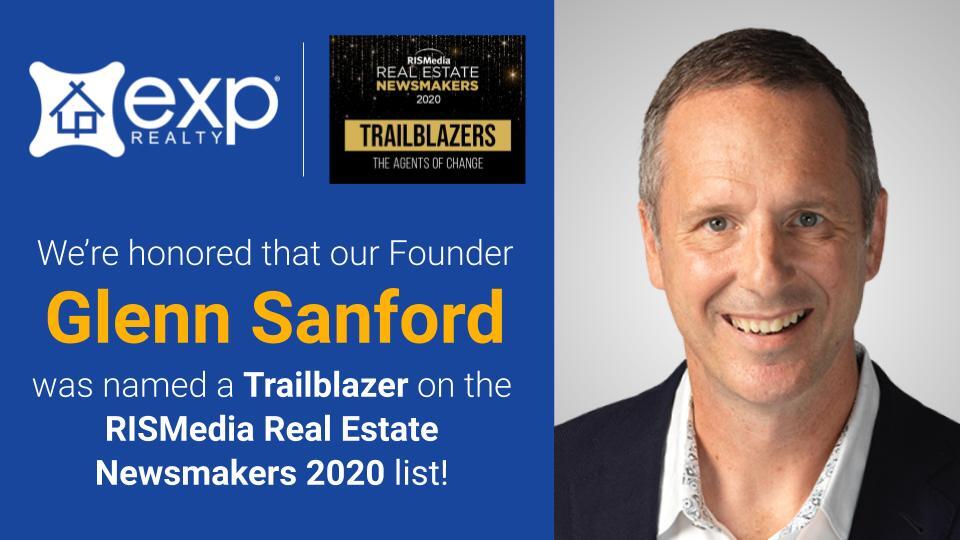 exp®
REALTY
RISMedia
REAL ESTATE
NEWSMAKERS
2020
TRAILBLAZERS
THE AGENTS OF CHANGE
We’re honored that our Founder
Glenn Sanford
was named a Trailblazer on the
RISMedia Real Estate
Newsmakers 2020 list!